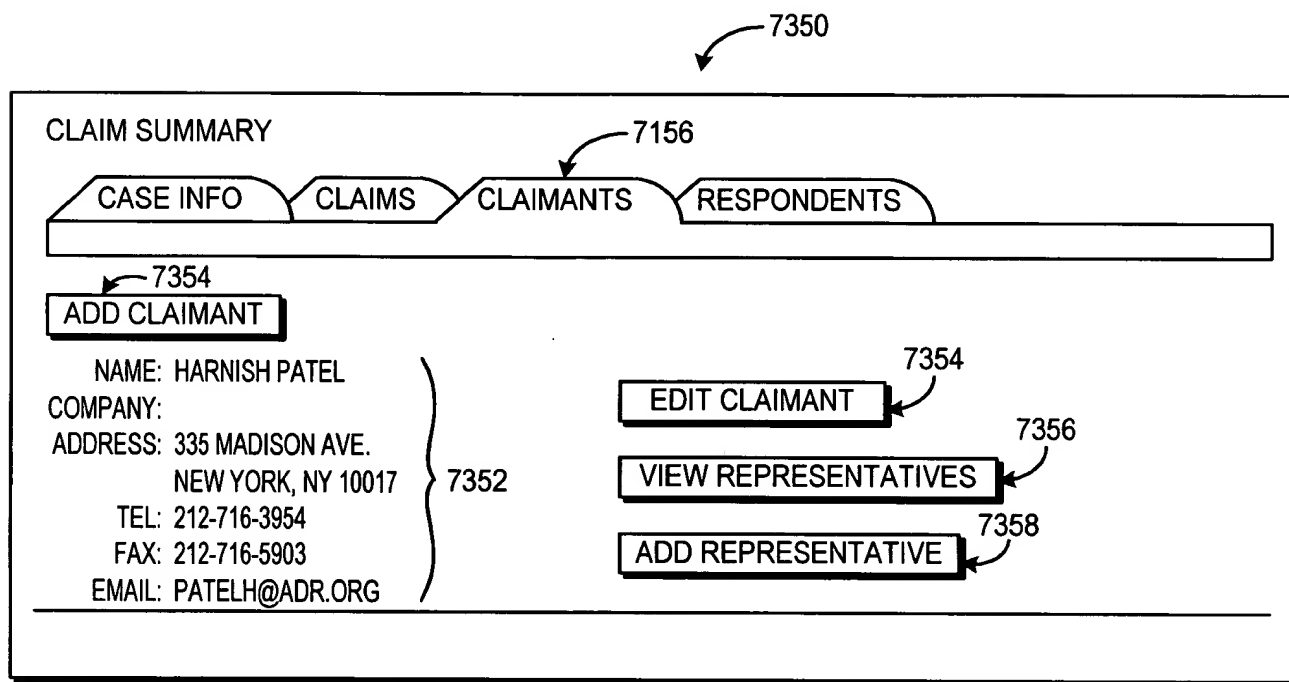 7350
CLAIM SUMMARY
7156
CASE INFO CLAIMS CLAIMANTS RESPONDENTS
7354
ADD CLAIMANT
NAME: HARNISH PATEL
COMPANY:
ADDRESS: 335 MADISON AVE.
NEW YORK, NY 10017
TEL: 212-716-3954
FAX: 212-716-5903
EMAIL: PATELH@ADR.ORG
7352
EDIT CLAIMANT
7354
VIEW REPRESENTATIVES
7356
ADD REPRESENTATIVE
7358